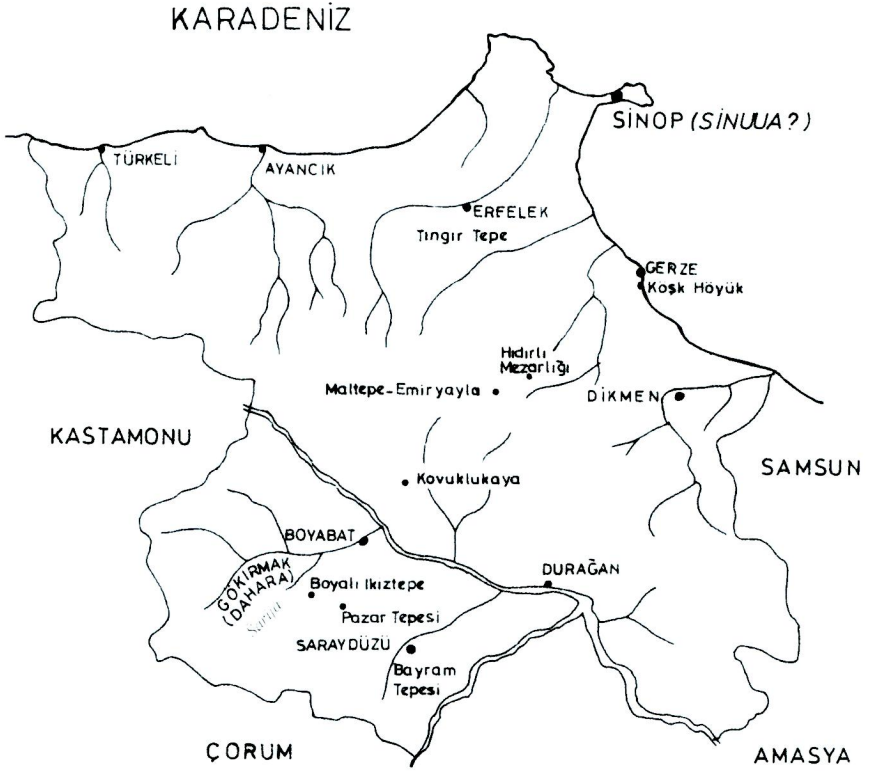 KARADENİZ
SİNOP (SİNUUA?)
TÜRKELİ
AYANCIK
ERFELEK
Tıngır Tepe
GERZE
Koşk Höyük
Hıdırlı
Mezarlığı
Maltepe-Emiryayla
DİKMEN
KASTAMONU
SAMSUN
Kovuklukaya
BOYABAT
DURAĞAN
GÖKIRMAK
(DAHARA)
Boyalı Ikıztepe
Pazar Tepesi
SARAYDÜZÜ
Bayram
Tepesi
ÇORUM
AMASYA